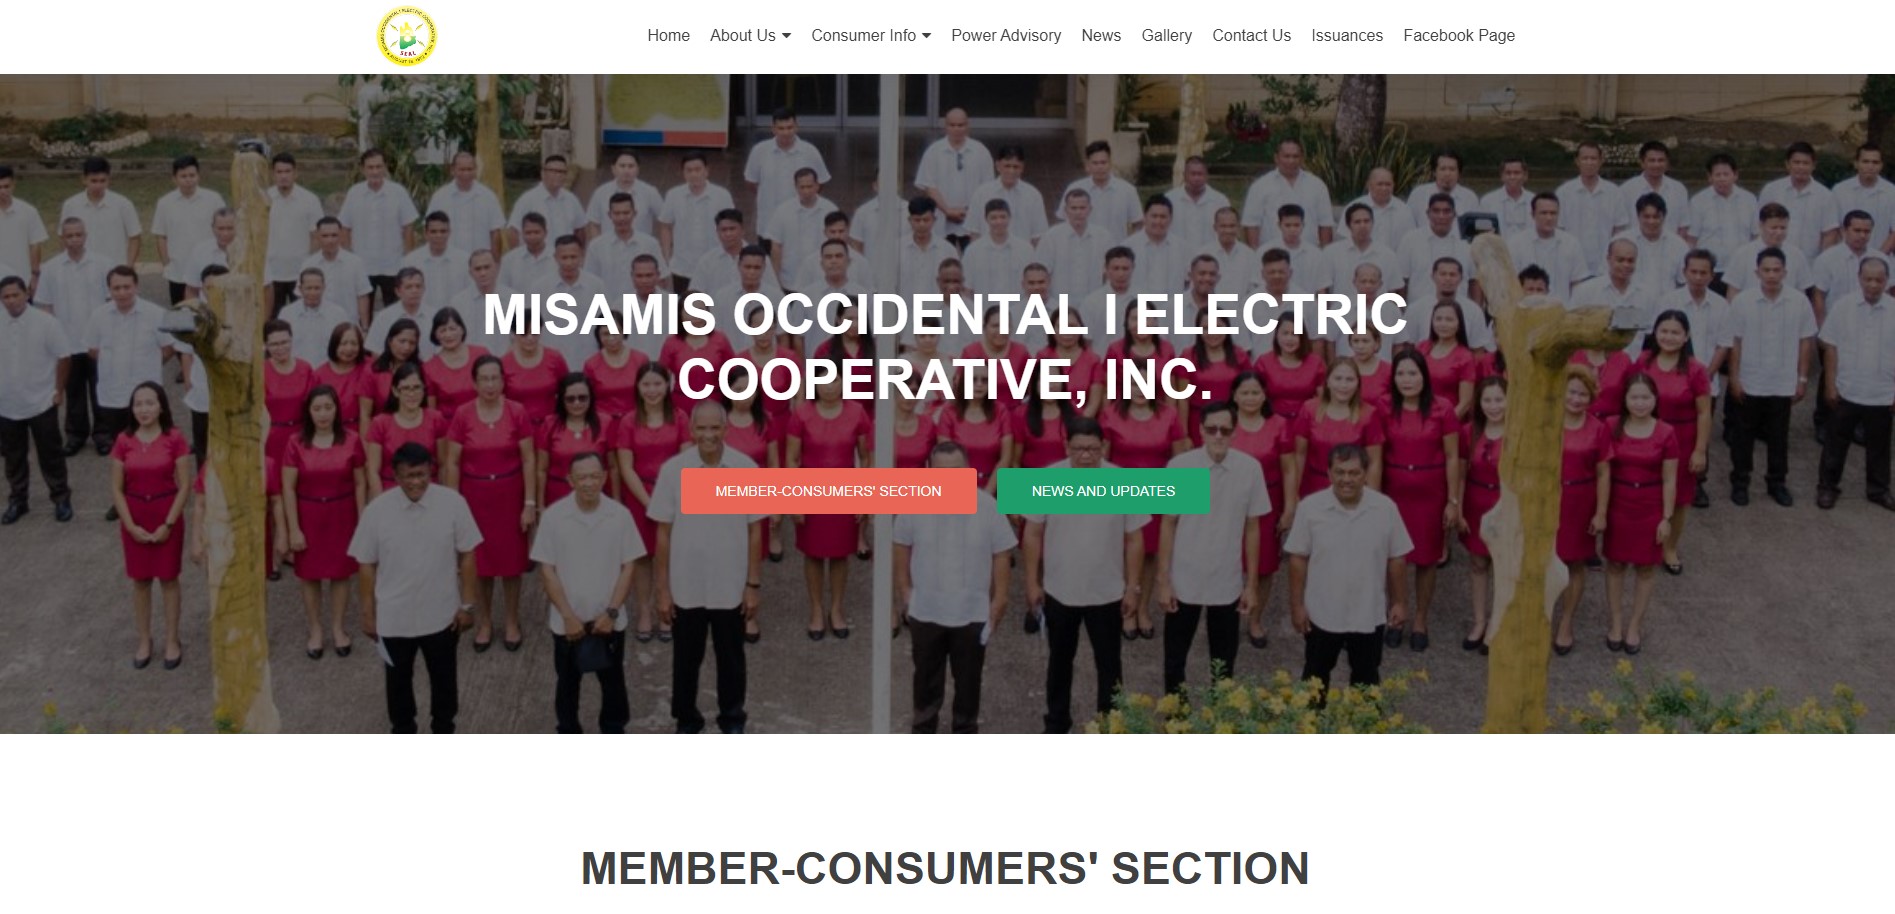 Home About Us Consumer Info Power Advisory News Gallery Contact Us Issuances Facebook Page
MISAMIS OCCIDENTAL I ELECTRIC
COOPERATIVE, INC.
MEMBER-CONSUMERS' SECTION NEWS AND UPDATES
MEMBER-CONSUMERS' SECTION